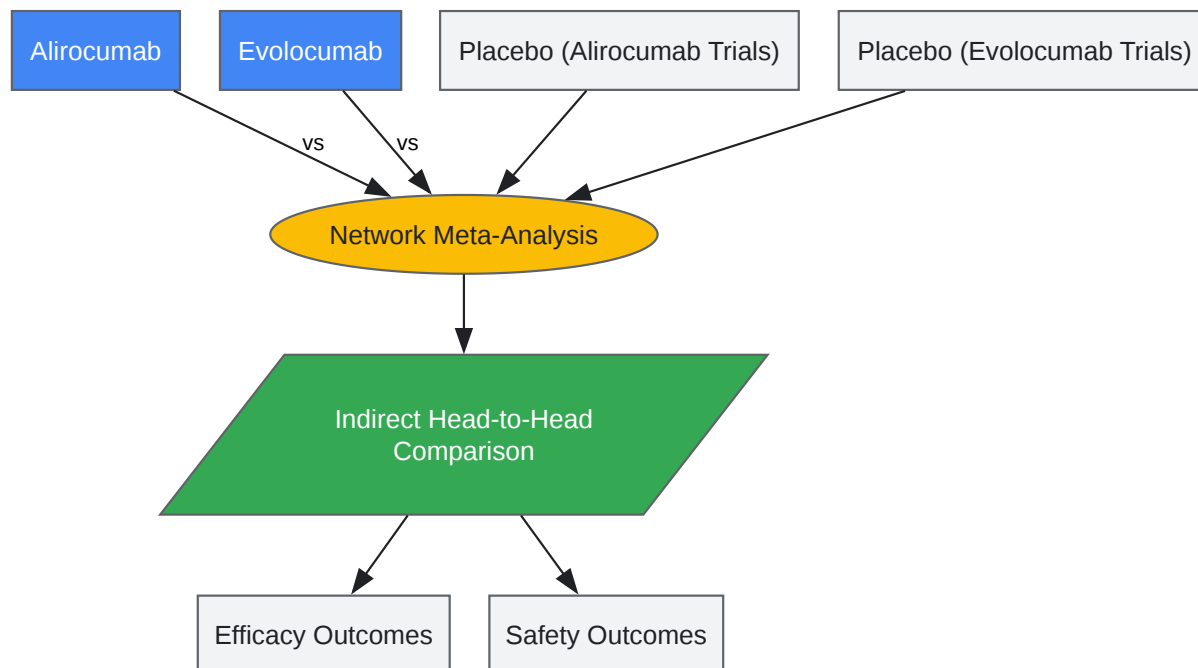 Alirocumab
Evolocumab
Placebo (Alirocumab Trials)
Placebo (Evolocumab Trials)
vs
vs
Network Meta-Analysis
Indirect Head-to-Head
Comparison
Efficacy Outcomes
Safety Outcomes